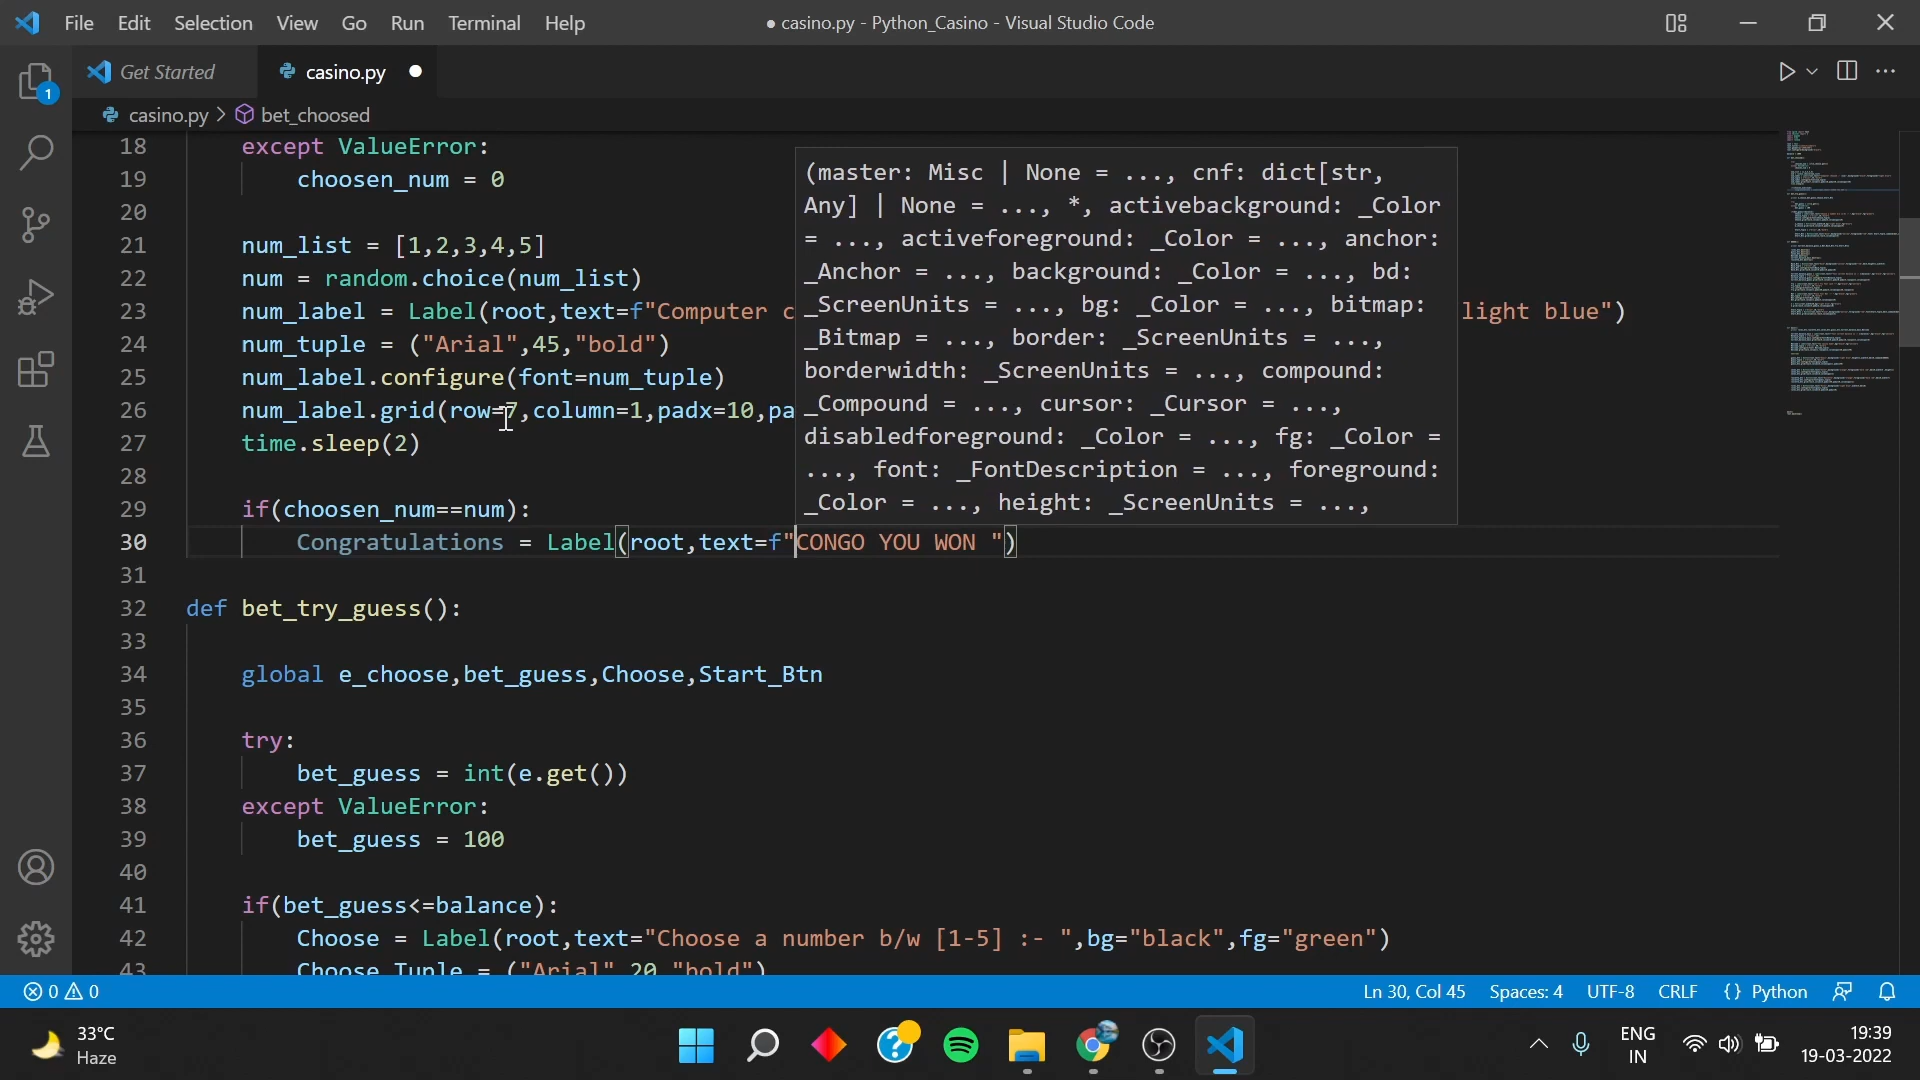 File Edit Selection View Go Run Terminal Help
● casino.py - Python_Casino - Visual Studio Code
Get Started
casino.py ●
casino.py > bet_choosed
1
18 except ValueError:
19 choosen_num = 0
20
21 num_list = [1,2,3,4,5]
22 num = random.choice(num_list)
23 num_label = Label(root,text=f"Computer c light blue")
24 num_tuple = ("Arial",45,"bold")
25 num_label.configure(font=num_tuple)
26 num_label.grid(row=7,column=1,padx=10,pa
27 time.sleep(2)
28
29 if(choosen_num==num):
30 Congratulations = Label(root,text=f"CONGO YOU WON ")
31
32 def bet_try_guess():
33
34 global e_choose,bet_guess,Choose,Start_Btn
35
36 try:
37 bet_guess = int(e.get())
38 except ValueError:
39 bet_guess = 100
40
41 if(bet_guess<=balance):
42 Choose = Label(root,text="Choose a number b/w [1-5] :- ",bg="black",fg="green")
43 Choose_Tuple = ("Arial",20,"bold")
(master: Misc | None = ..., cnf: dict[str,
Any] | None = ..., *, activebackground: _Color
= ..., activeforeground: _Color = ..., anchor:
_Anchor = ..., background: _Color = ..., bd:
_ScreenUnits = ..., bg: _Color = ..., bitmap:
_Bitmap = ..., border: _ScreenUnits = ...,
borderwidth: _ScreenUnits = ..., compound:
_Compound = ..., cursor: _Cursor = ...,
disabledforeground: _Color = ..., fg: _Color =
..., font: _FontDescription = ..., foreground:
_Color = ..., height: _ScreenUnits = ...,
0 0
Ln 30, Col 45 Spaces: 4 UTF-8 CRLF {} Python
33°C
Haze
ENG
IN
19:39
19-03-2022